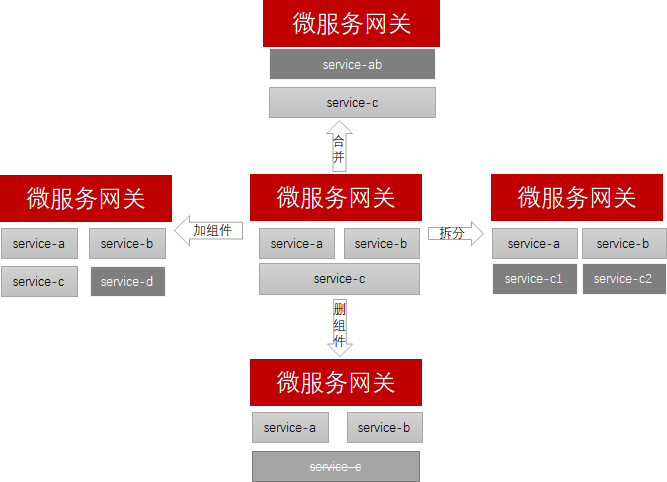 微服务网关
service-ab
service-c
合
并
微服务网关
service-a
service-b
service-c
service-d
加组件
微服务网关
service-a
service-b
service-c
拆分
微服务网关
service-a
service-b
service-c1
service-c2
删
组
件
微服务网关
service-a
service-b
service-c